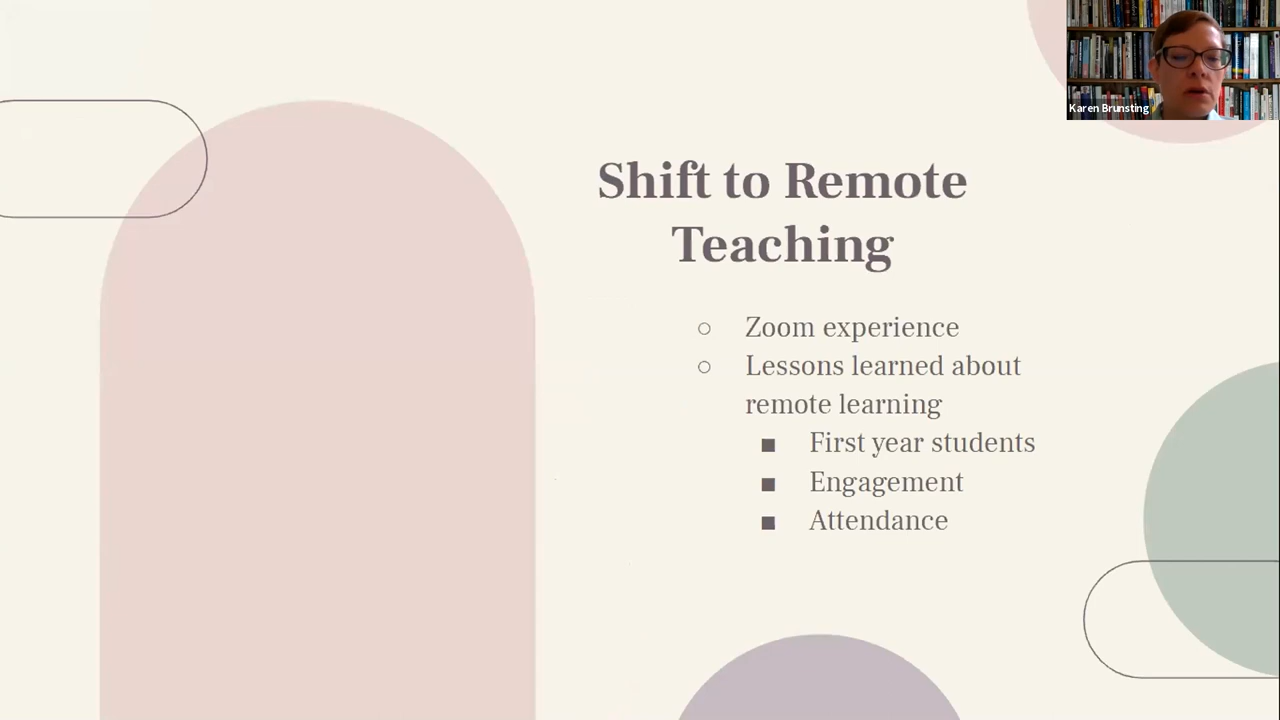 Karen Brunsting
Shift to Remote
Teaching
○ Zoom experience
○ Lessons learned about
remote learning
■ First year students
■ Engagement
■ Attendance